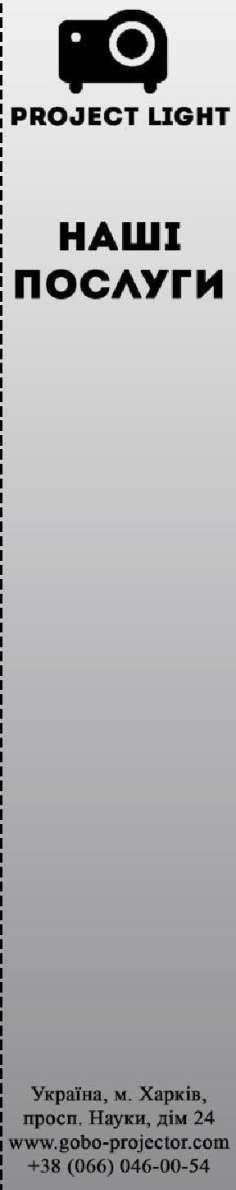 PROJECT LIGHT
НАШІ
ПОСЛУГИ
Україна, м. Харків,
просп. Науки, дім 24
www.gobo-projector.com
+38 (066) 046-00-54